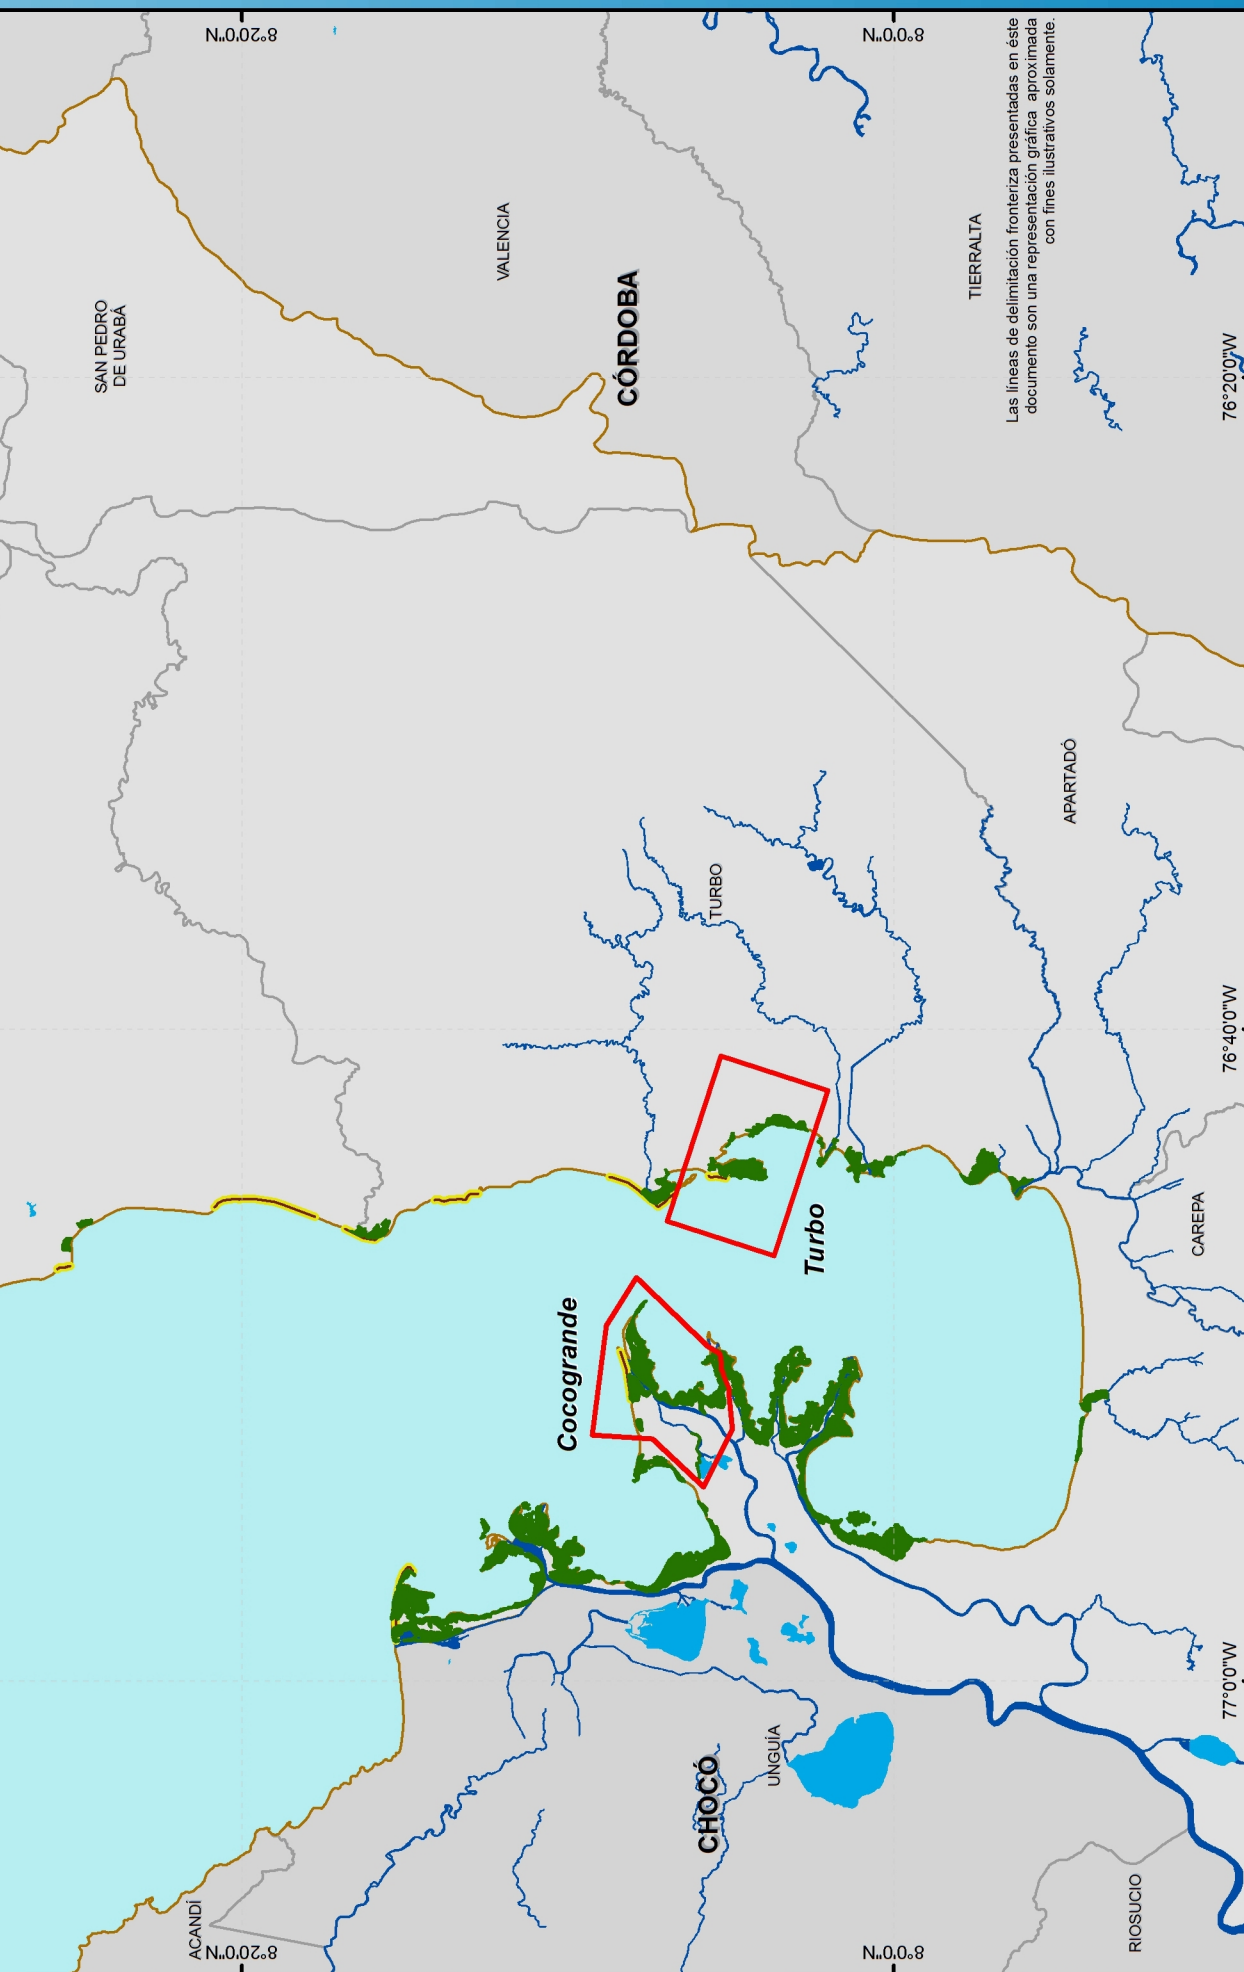 8°20'0"N
8°0'0"N
SAN PEDRO
DE URABÁ
VALENCIA
CÓRDOBA
TIERRALTA
Las líneas de delimitación fronteriza presentadas en éste
documento son una representación gráfica aproximada
con fines ilustrativos solamente.
76°20'0"W
TURBO
APARTADÓ
76°40'0"W
Turbo
CAREPA
Cocogrande
77°0'0"W
CHOCÓ
UNGUÍA
ACANDÍ
RIOSUCIO
8°20'0"N
8°0'0"N